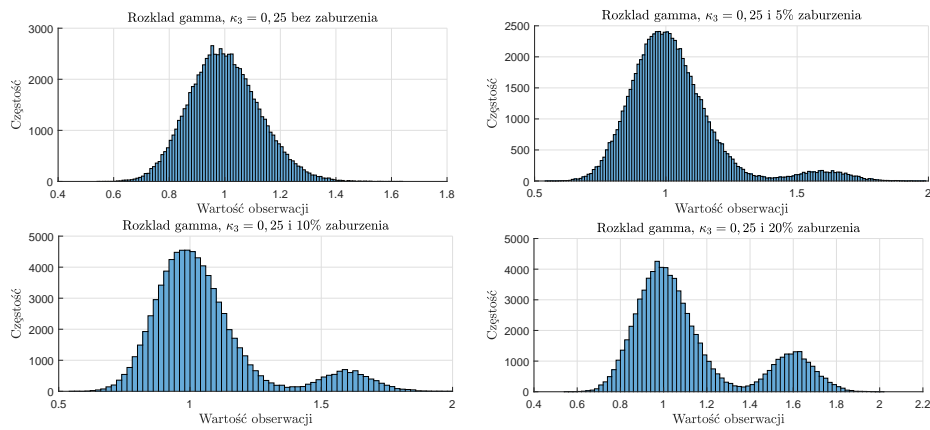 Rozklad gamma, κ₃ = 0, 25 bez zaburzenia
Częstość
3000
2000
1000
0
0.4 0.6 0.8 1 1.2 1.4 1.6 1.8
Wartość obserwacji
Rozklad gamma, κ₃ = 0, 25 i 5% zaburzenia
Częstość
2500
2000
1500
1000
500
0
0.5 1 1.5 2
Wartość obserwacji
Rozklad gamma, κ₃ = 0, 25 i 10% zaburzenia
Częstość
5000
4000
3000
2000
1000
0
0.5 1 1.5 2
Wartość obserwacji
Rozklad gamma, κ₃ = 0, 25 i 20% zaburzenia
Częstość
5000
4000
3000
2000
1000
0
0.4 0.6 0.8 1 1.2 1.4 1.6 1.8 2 2.2
Wartość obserwacji